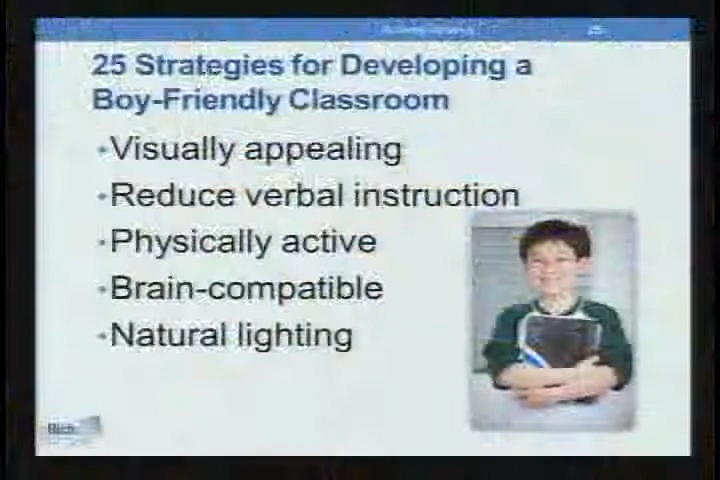 25 Strategies for Developing a
Boy-Friendly Classroom
•Visually appealing
•Reduce verbal instruction
•Physically active
•Brain-compatible
•Natural lighting